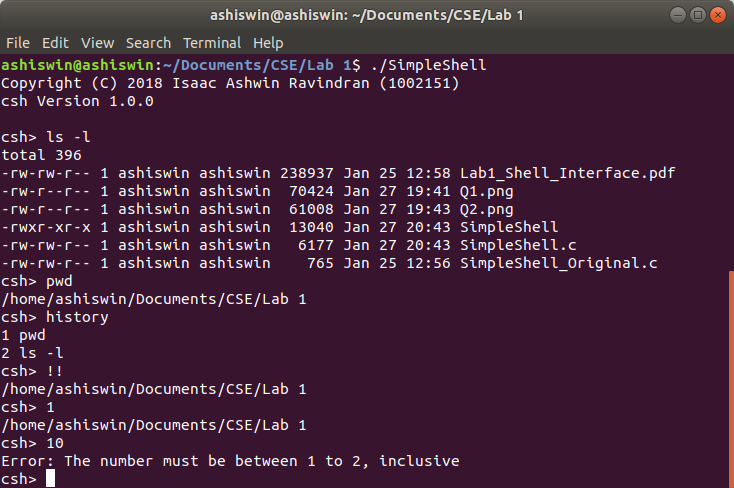 ashiswin@ashiswin: ~/Documents/CSE/Lab 1
File Edit View Search Terminal Help
ashiswin@ashiswin:~/Documents/CSE/Lab 1$ ./SimpleShell
Copyright (C) 2018 Isaac Ashwin Ravindran (1002151)
csh Version 1.0.0
csh> ls -l
total 396
-rw-rw-r-- 1 ashiswin ashiswin 238937 Jan 25 12:58 Lab1_Shell_Interface.pdf
-rw-r--r-- 1 ashiswin ashiswin  70424 Jan 27 19:41 Q1.png
-rw-r--r-- 1 ashiswin ashiswin  61008 Jan 27 19:43 Q2.png
-rwxr-xr-x 1 ashiswin ashiswin  13040 Jan 27 20:43 SimpleShell
-rw-rw-r-- 1 ashiswin ashiswin   6177 Jan 27 20:43 SimpleShell.c
-rw-rw-r-- 1 ashiswin ashiswin    765 Jan 25 12:56 SimpleShell_Original.c
csh> pwd
/home/ashiswin/Documents/CSE/Lab 1
csh> history
1 pwd
2 ls -l
csh> !!
/home/ashiswin/Documents/CSE/Lab 1
csh> 1
/home/ashiswin/Documents/CSE/Lab 1
csh> 10
Error: The number must be between 1 to 2, inclusive
csh>